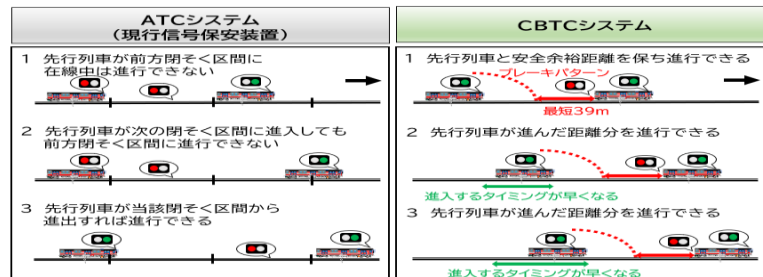 ATCシステム
(現行信号保安装置)
1 先行列車が前方閉そく区間に
在線中は進行できない
2 先行列車が次の閉そく区間に進入しても
前方閉そく区間に進行できない
3 先行列車が当該閉そく区間から
進出すれば進行できる
CBTCシステム
1 先行列車と安全余裕距離を保ち進行できる
ブレーキパターン
最短39m
2 先行列車が進んだ距離分を進行できる
進入するタイミングが早くなる
3 先行列車が進んだ距離分を進行できる
進入するタイミングが早くなる